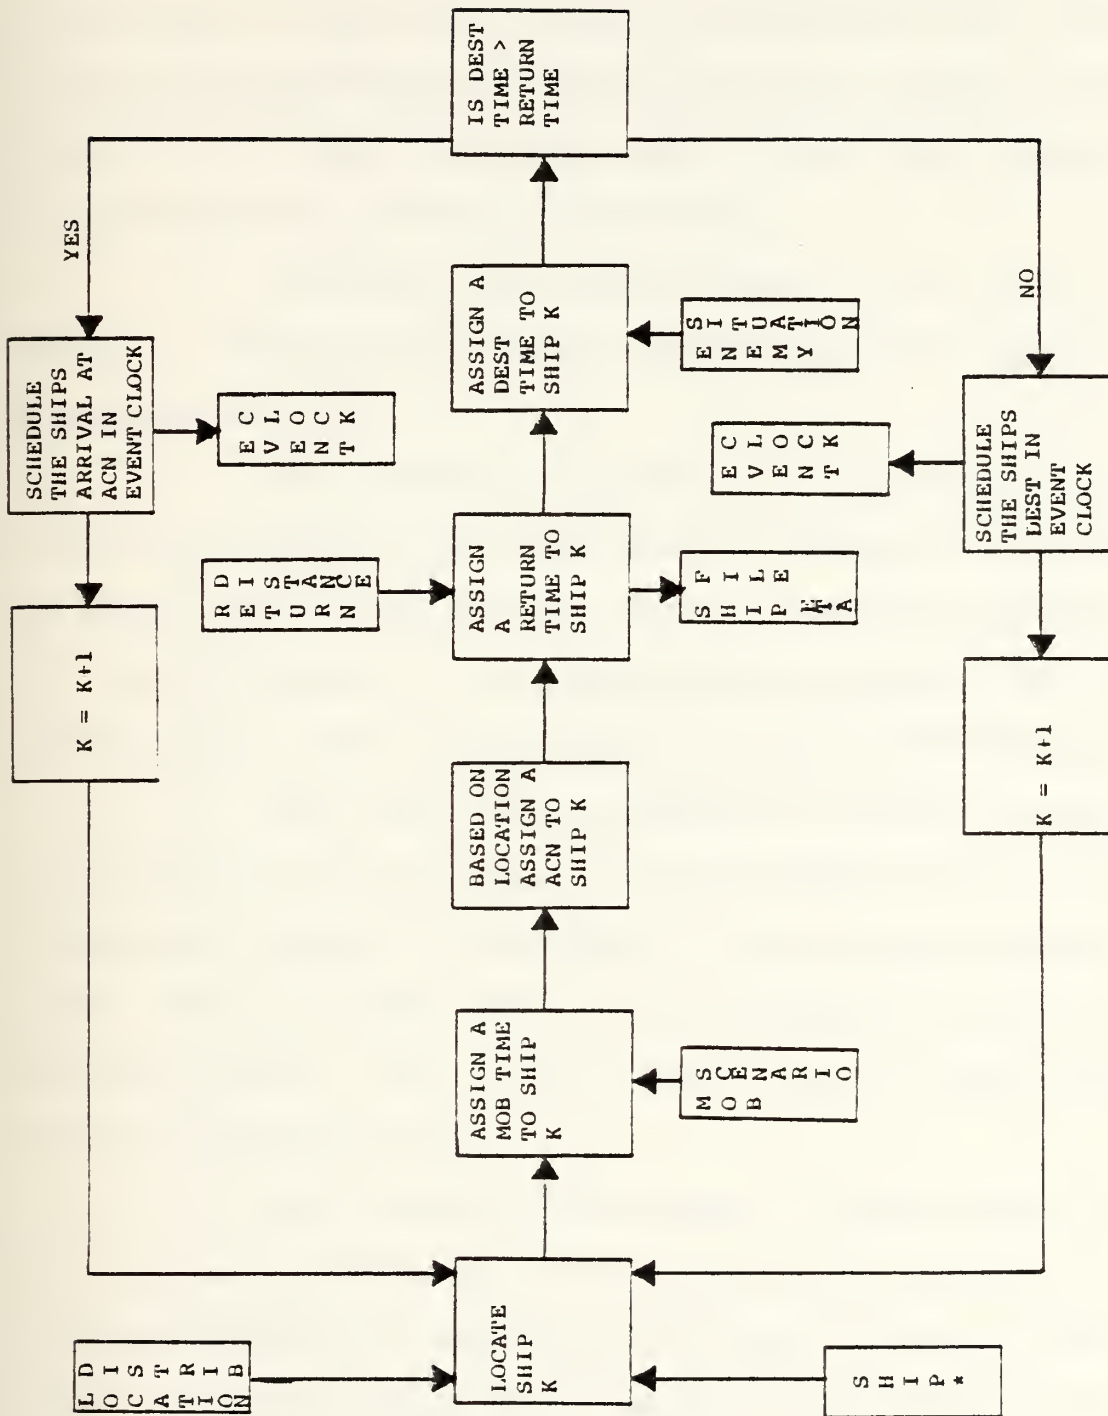 LOCATION
DISTRIB
SHIP*
LOCATE
SHIP
K
ASSIGN A
MOB TIME
TO SHIP
K
MOB
SCENARIO
BASED ON
LOCATION
ASSIGN A
ACN TO
SHIP K
RETURN
DISTANCE
ASSIGN
A
RETURN
TIME TO
SHIP K
SHIP
FILE
ETA
ASSIGN A
DEST
TIME TO
SHIP K
ENEMY
SITUATION
IS DEST
TIME >
RETURN
TIME
YES
SCHEDULE
THE SHIPS
ARRIVAL AT
ACN IN
EVENT CLOCK
EVENT
CLOCK
K = K+1
NO
SCHEDULE
THE SHIPS
DEST IN
EVENT
CLOCK
EVENT
CLOCK
K = K+1